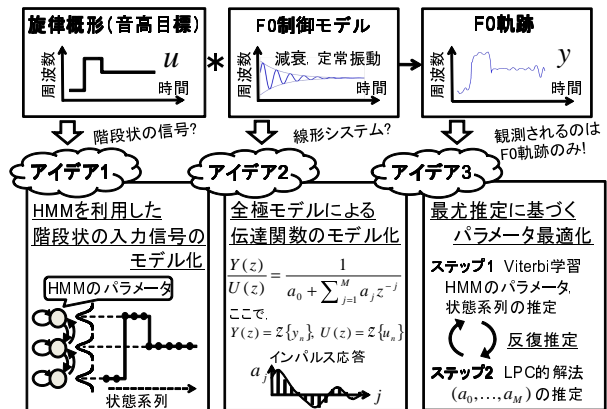 旋律概形(音高目標)
周波数
u
時間
*
F0制御モデル
周波数
減衰, 定常振動
時間
F0軌跡
周波数
y
時間
階段状の信号?
線形システム?
観測されるのは
F0軌跡のみ!
アイデア1
HMMを利用した
階段状の入力信号の
モデル化
HMMのパラメータ
状態系列
アイデア2
全極モデルによる
伝達関数のモデル化
Y(z)/U(z) = 1/(a_0 + ∑_{j=1}^{M} a_j z^{-j})
ここで,
Y(z) = Z{y_n}, U(z) = Z{u_n}
インパルス応答
a_j
j
アイデア3
最尤推定に基づく
パラメータ最適化
ステップ1 Viterbi学習
HMMのパラメータ,
状態系列の推定
反復推定
ステップ2 LPC的解法
(a_0,...,a_M)の推定